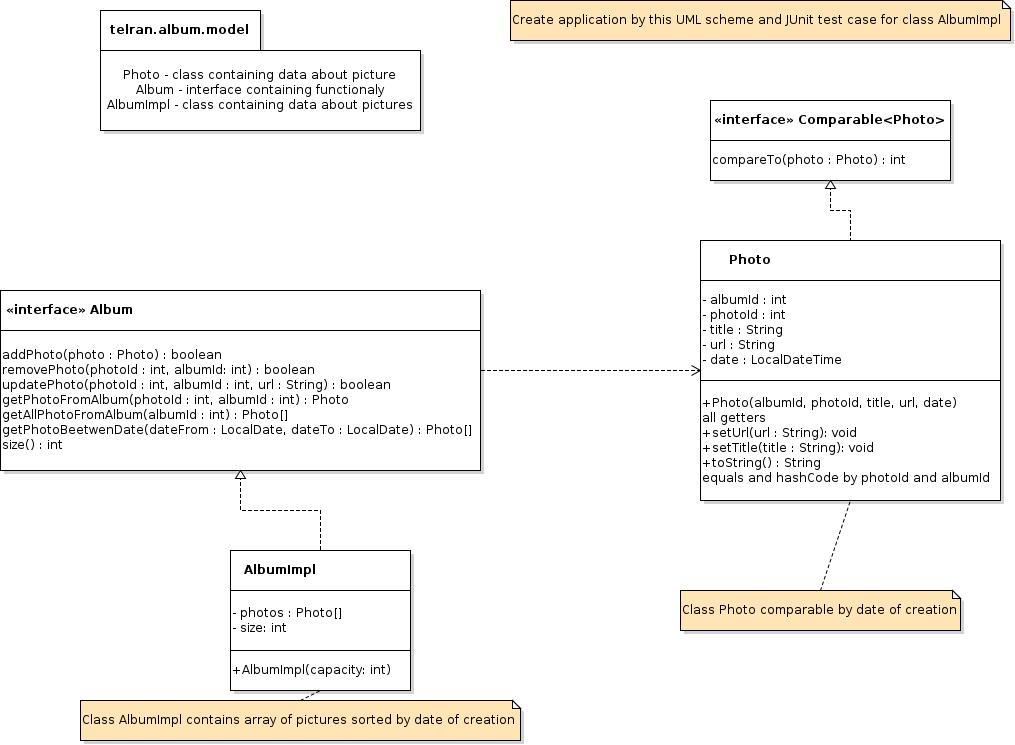 telran.album.model
Photo - class containing data about picture
Album - interface containing functionaly
AlbumImpl - class containing data about pictures
Create application by this UML scheme and JUnit test case for class AlbumImpl
«interface» Comparable<Photo>
compareTo(photo : Photo) : int
Photo
- albumId : int
- photoId : int
- title : String
- url : String
- date : LocalDateTime
+Photo(albumId, photoId, title, url, date)
all getters
+setUrl(url : String): void
+setTitle(title : String): void
+toString() : String
equals and hashCode by photoId and albumId
Class Photo comparable by date of creation
«interface» Album
addPhoto(photo : Photo) : boolean
removePhoto(photoId : int, albumId: int) : boolean
updatePhoto(photoId : int, albumId : int, url : String) : boolean
getPhotoFromAlbum(photoId : int, albumId : int) : Photo
getAllPhotoFromAlbum(albumId : int) : Photo[]
getPhotoBeetwenDate(dateFrom : LocalDate, dateTo : LocalDate) : Photo[]
size() : int
AlbumImpl
- photos : Photo[]
- size: int
+AlbumImpl(capacity: int)
Class AlbumImpl contains array of pictures sorted by date of creation